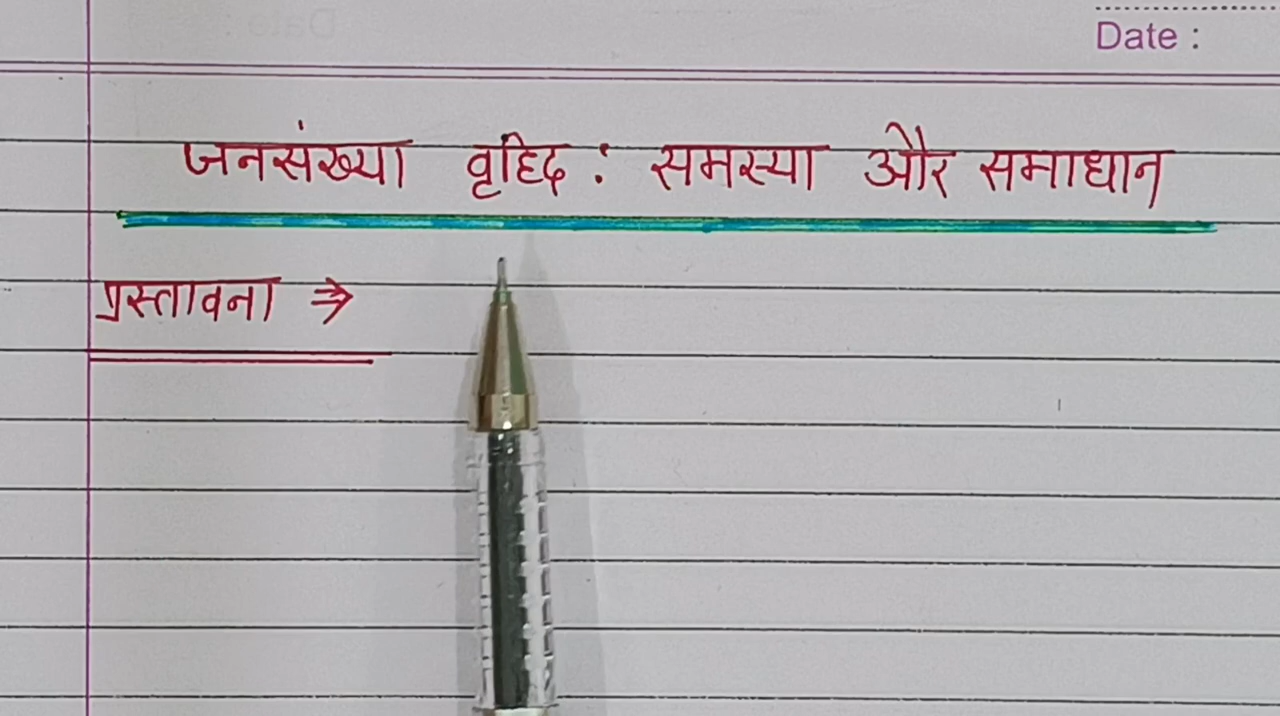 Date :
जनसंख्या वृद्धि : समस्या और समाधान
प्रस्तावना ⇒